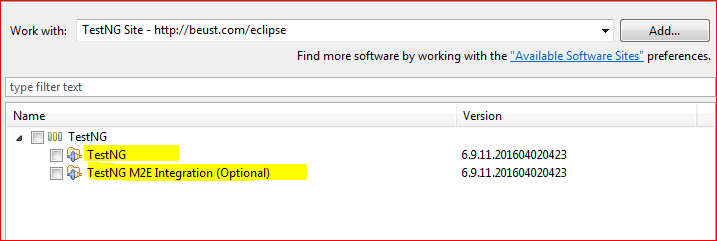 Work with: TestNG Site - http://beust.com/eclipse Add...
Find more software by working with the "Available Software Sites" preferences.
type filter text
Name Version
TestNG
TestNG 6.9.11.201604020423
TestNG M2E Integration (Optional) 6.9.11.201604020423